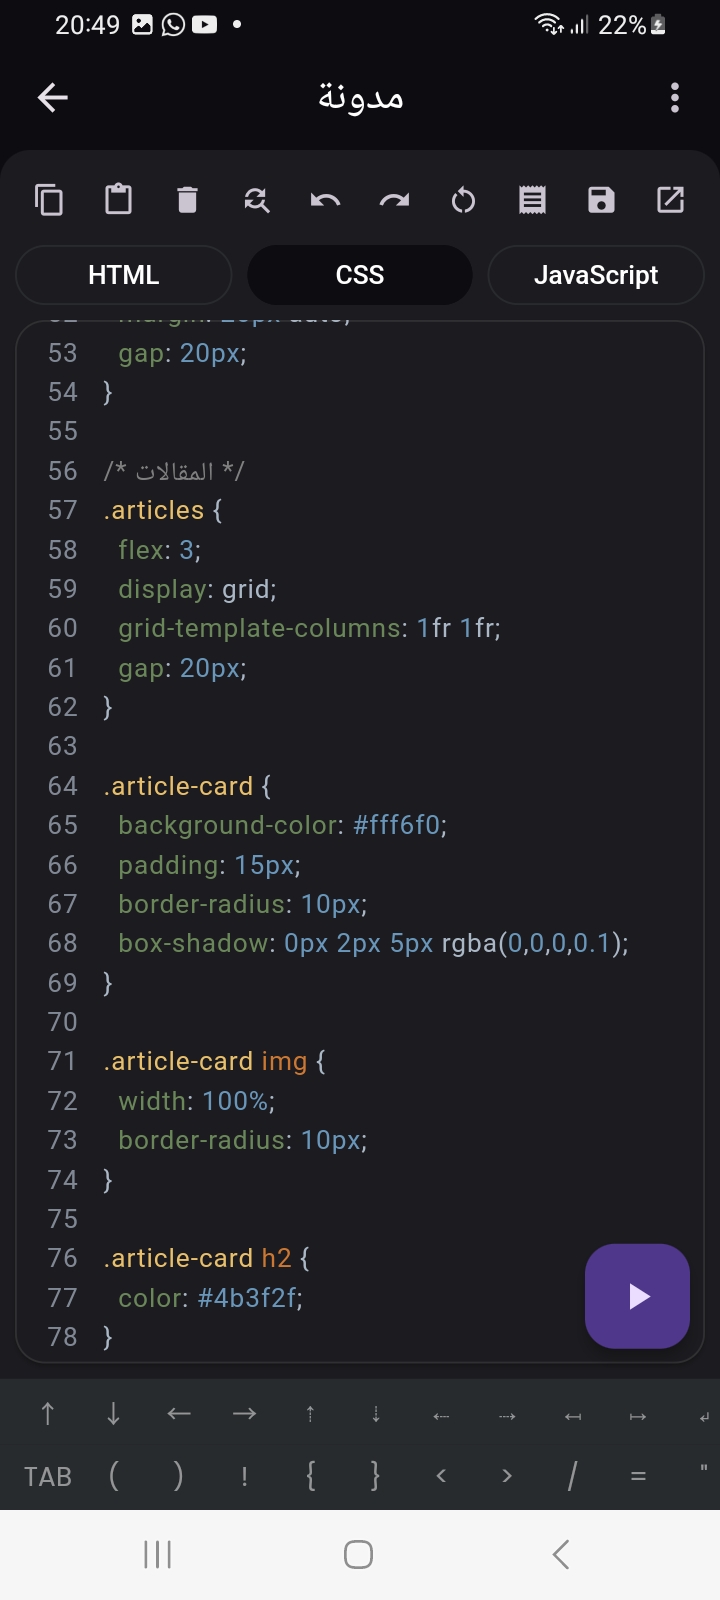 20:49 22%
مدونة
HTML CSS JavaScript
53 gap: 20px;
54 }
55
56 /* المقالات */
57 .articles {
58 flex: 3;
59 display: grid;
60 grid-template-columns: 1fr 1fr;
61 gap: 20px;
62 }
63
64 .article-card {
65 background-color: #fff6f0;
66 padding: 15px;
67 border-radius: 10px;
68 box-shadow: 0px 2px 5px rgba(0,0,0,0.1);
69 }
70
71 .article-card img {
72 width: 100%;
73 border-radius: 10px;
74 }
75
76 .article-card h2 {
77 color: #4b3f2f;
78 }
TAB ( ) ! { } < > / = "